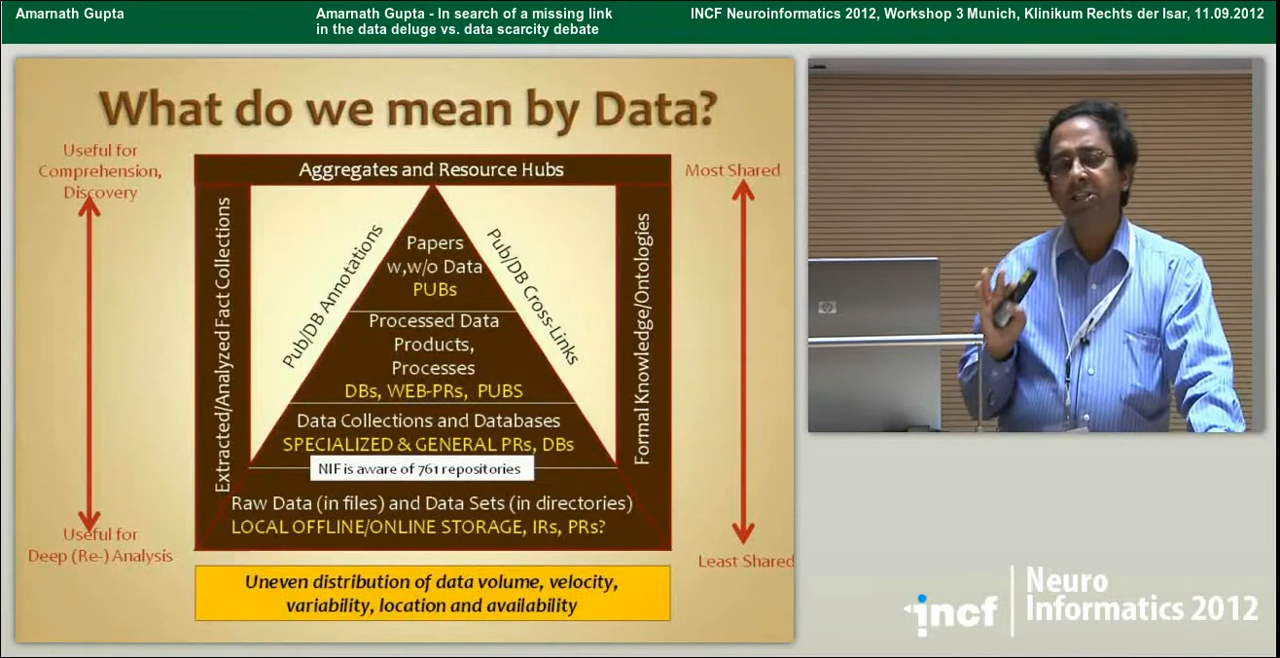 Amarnath Gupta
Amarnath Gupta - In search of a missing link
in the data deluge vs. data scarcity debate
INCF Neuroinformatics 2012, Workshop 3 Munich, Klinikum Rechts der Isar, 11.09.2012
What do we mean by Data?
Useful for
Comprehension,
Discovery
Useful for
Deep (Re-) Analysis
Aggregates and Resource Hubs
Extracted/Analyzed Fact Collections
Pub/DB Annotations
Papers
w,w/o Data
PUBs
Processed Data
Products,
Processes
DBs, WEB-PRs, PUBS
Data Collections and Databases
SPECIALIZED & GENERAL PRs, DBs
NIF is aware of 761 repositories
Raw Data (in files) and Data Sets (in directories)
LOCAL OFFLINE/ONLINE STORAGE, IRs, PRs?
Pub/DB Cross-Links
Formal Knowledge/Ontologies
Most Shared
Least Shared
Uneven distribution of data volume, velocity,
variability, location and availability
hp
incf
Neuro
Informatics 2012